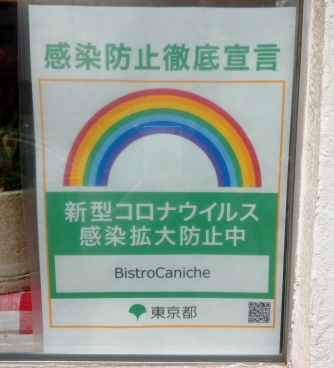 感染防止徹底宣言
新型コロナウイルス
感染拡大防止中
BistroCaniche
東京都